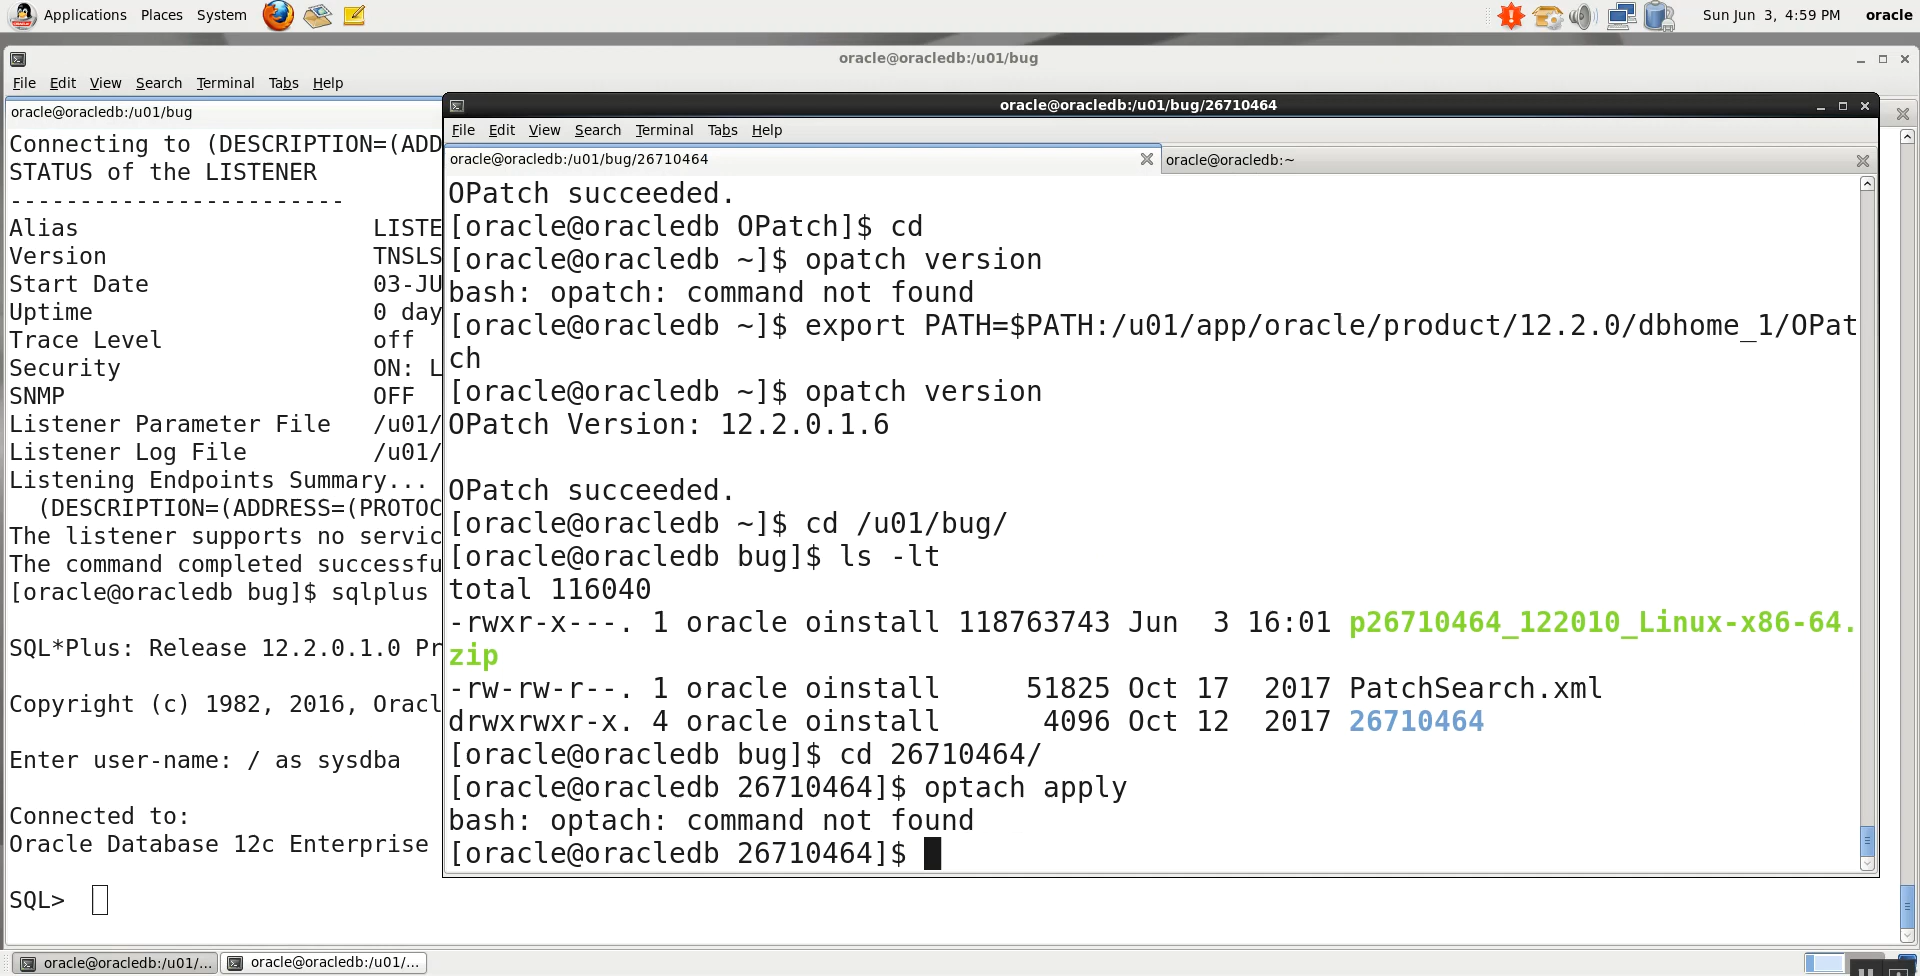 Applications Places System
Sun Jun 3, 4:59 PM oracle
oracle@oracledb:/u01/bug
File Edit View Search Terminal Tabs Help
oracle@oracledb:/u01/bug
Connecting to (DESCRIPTION=(ADD
STATUS of the LISTENER
------------------------
Alias LISTE
Version TNSLS
Start Date 03-JU
Uptime 0 day
Trace Level off
Security ON: L
SNMP OFF
Listener Parameter File /u01/
Listener Log File /u01/
Listening Endpoints Summary...
(DESCRIPTION=(ADDRESS=(PROTOC
The listener supports no servic
The command completed successfu
[oracle@oracledb bug]$ sqlplus
SQL*Plus: Release 12.2.0.1.0 Pr
Copyright (c) 1982, 2016, Oracl
Enter user-name: / as sysdba
Connected to:
Oracle Database 12c Enterprise
SQL>
oracle@oracledb:/u01/bug/26710464
File Edit View Search Terminal Tabs Help
oracle@oracledb:/u01/bug/26710464
oracle@oracledb:~
OPatch succeeded.
[oracle@oracledb OPatch]$ cd
[oracle@oracledb ~]$ opatch version
bash: opatch: command not found
[oracle@oracledb ~]$ export PATH=$PATH:/u01/app/oracle/product/12.2.0/dbhome_1/OPat
ch
[oracle@oracledb ~]$ opatch version
OPatch Version: 12.2.0.1.6
OPatch succeeded.
[oracle@oracledb ~]$ cd /u01/bug/
[oracle@oracledb bug]$ ls -lt
total 116040
-rwxr-x---. 1 oracle oinstall 118763743 Jun  3 16:01 p26710464_122010_Linux-x86-64.
zip
-rw-rw-r--. 1 oracle oinstall     51825 Oct 17  2017 PatchSearch.xml
drwxrwxr-x. 4 oracle oinstall      4096 Oct 12  2017 26710464
[oracle@oracledb bug]$ cd 26710464/
[oracle@oracledb 26710464]$ optach apply
bash: optach: command not found
[oracle@oracledb 26710464]$
oracle@oracledb:/u01/...
oracle@oracledb:/u01/...